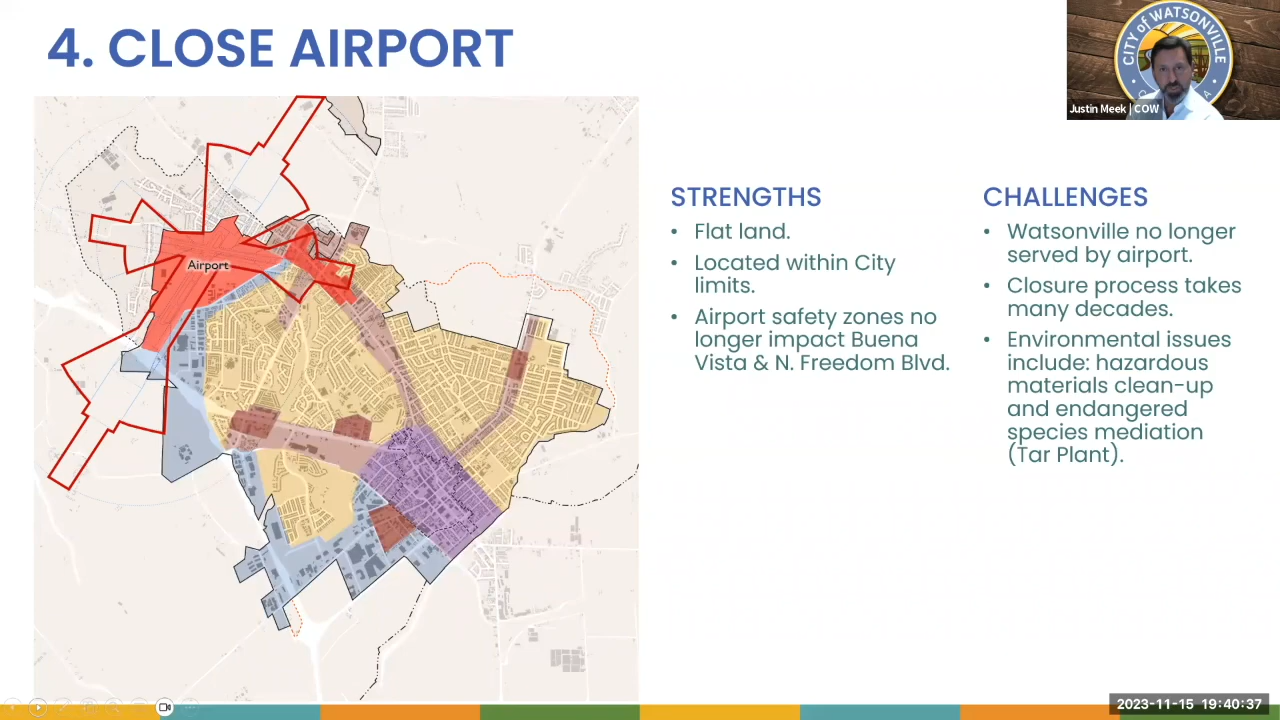 4. CLOSE AIRPORT
CITY of WATSONVILLE
Justin Meek | COW
Airport
STRENGTHS
• Flat land.
• Located within City
limits.
• Airport safety zones no
longer impact Buena
Vista & N. Freedom Blvd.
CHALLENGES
• Watsonville no longer
served by airport.
• Closure process takes
many decades.
• Environmental issues
include: hazardous
materials clean-up
and endangered
species mediation
(Tar Plant).
2023-11-15 19:40:37